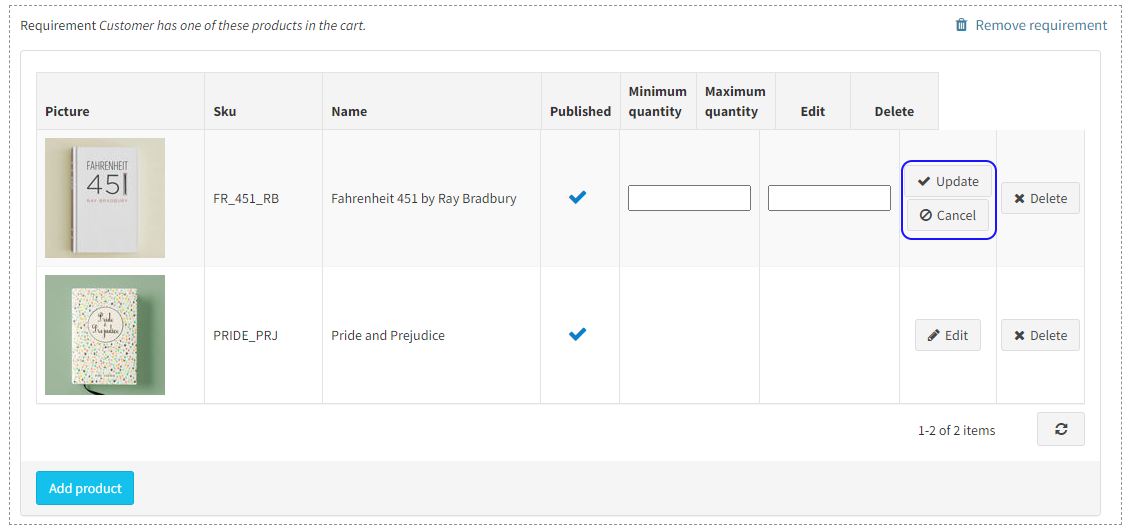 Requirement Customer has one of these products in the cart.
Remove requirement
Picture Sku Name Published Minimum quantity Maximum quantity Edit Delete
FAHRENHEIT
451
RAY BRADBURY
FR_451_RB Fahrenheit 451 by Ray Bradbury
Update
Cancel
Delete
Pride
&
Prejudice
PRIDE_PRJ Pride and Prejudice Edit Delete
1-2 of 2 items
Add product